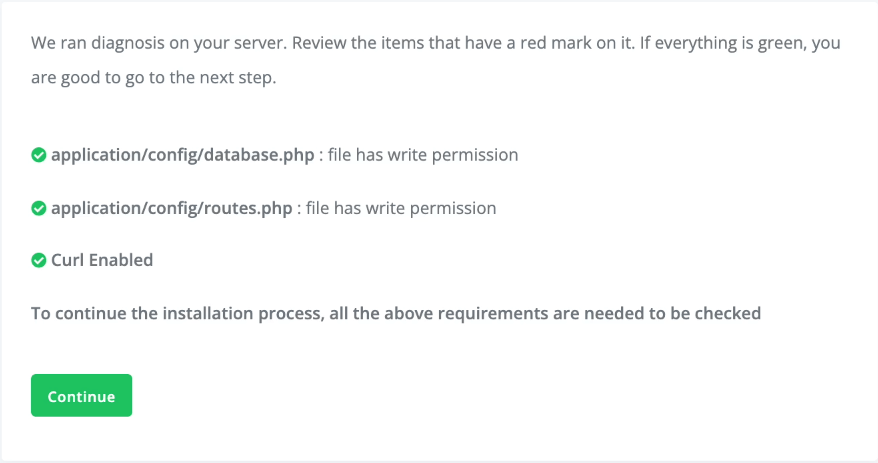 We ran diagnosis on your server. Review the items that have a red mark on it. If everything is green, you
are good to go to the next step.
application/config/database.php : file has write permission
application/config/routes.php : file has write permission
Curl Enabled
To continue the installation process, all the above requirements are needed to be checked
Continue